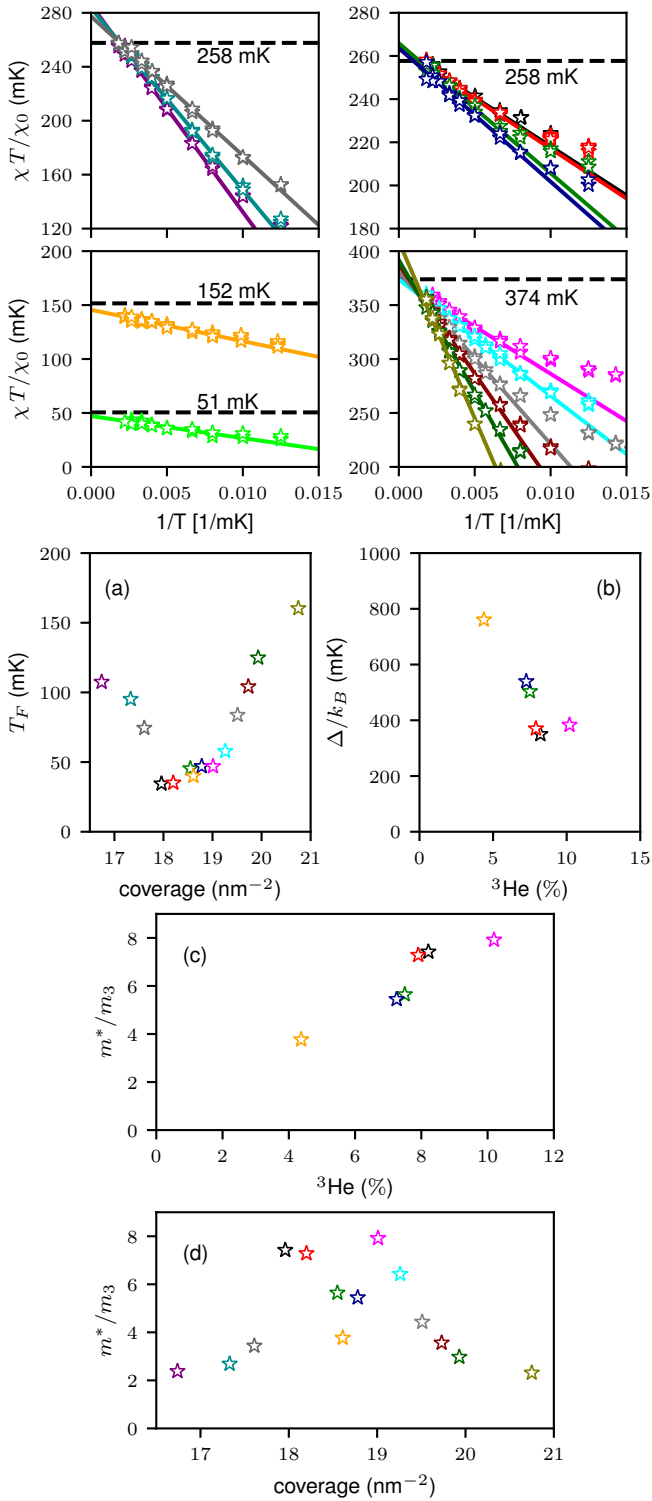 280
240
200
160
120
χT/χ0 (mK)
258 mK
260
240
220
200
180
258 mK
200
150
100
50
0
χT/χ0 (mK)
152 mK
51 mK
0.000 0.005 0.010 0.015
1/T [1/mK]
400
350
300
250
200
374 mK
0.000 0.005 0.010 0.015
1/T [1/mK]
200
150
100
50
0
T_F (mK)
(a)
17 18 19 20 21
coverage (nm⁻²)
1000
800
600
400
200
0
Δ/k_B (mK)
(b)
0 5 10 15
³He (%)
8
6
4
2
0
m*/m₃
(c)
0 2 4 6 8 10 12
³He (%)
8
6
4
2
0
m*/m₃
(d)
17 18 19 20 21
coverage (nm⁻²)